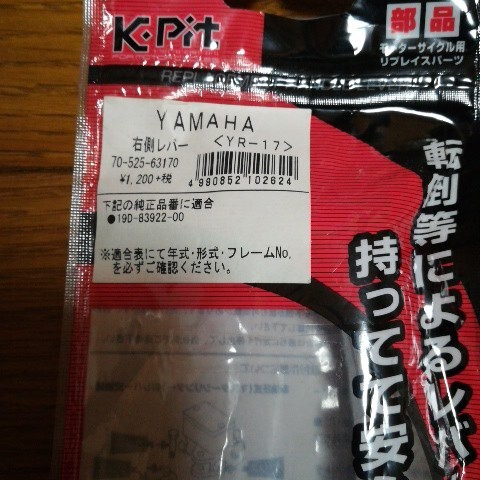 K·Pit
部品
モーターサイクル用
リプレイスパーツ
YAMAHA
右側レバー <YR-17>
70-525-63170
¥1,200+税
4 990852 102624
下記の純正品番に適合
●19D-83922-00
※適合表にて年式・形式・フレームNo.
を必ずご確認ください。
転倒等によるレバ
持ってて安